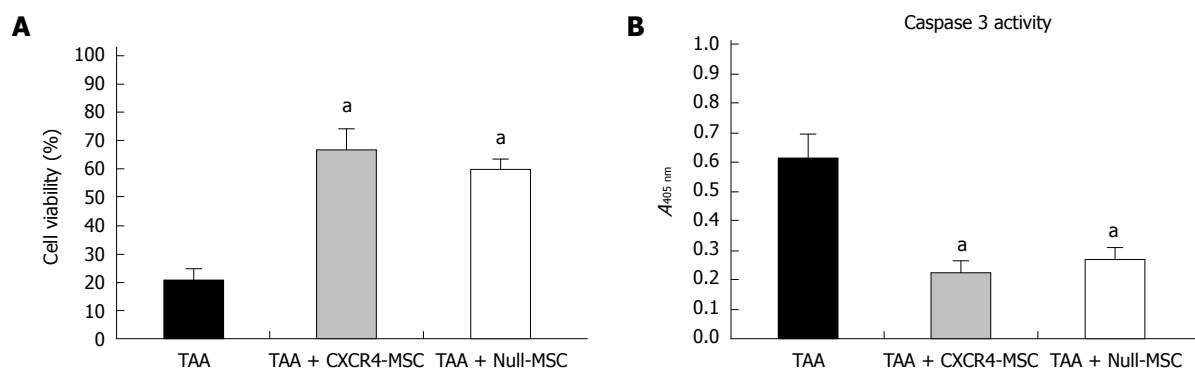 A
100
90
80
70
60
50
40
30
20
10
0
Cell viability (%)
a
a
TAA
TAA + CXCR4-MSC
TAA + Null-MSC
B
Caspase 3 activity
1.0
0.9
0.8
0.7
0.6
0.5
0.4
0.3
0.2
0.1
0.0
A405 nm
a
a
TAA
TAA + CXCR4-MSC
TAA + Null-MSC